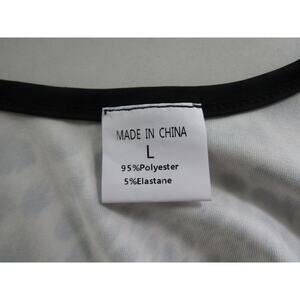 MADE IN CHINA
L
95%Polyester
5%Elastane